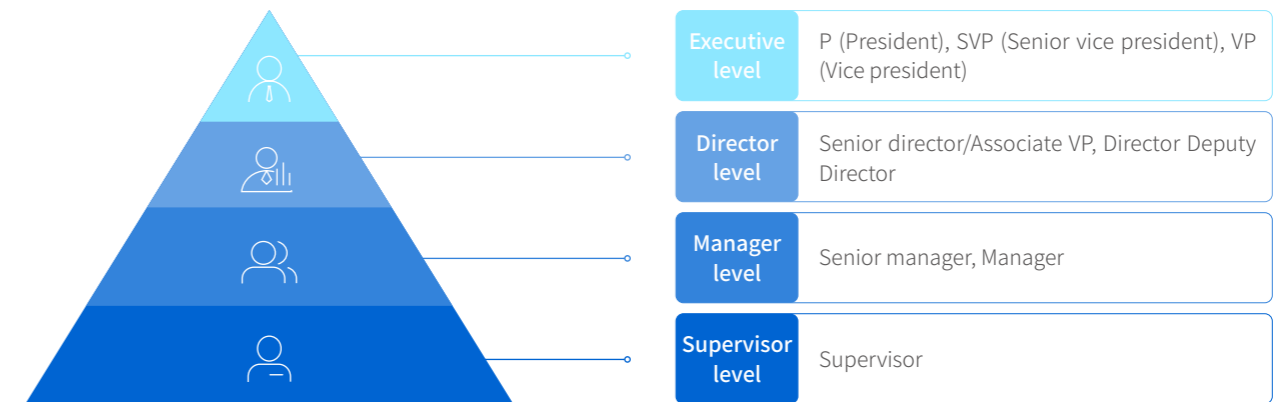 Executive
level
P (President), SVP (Senior vice president), VP
(Vice president)
Director
level
Senior director/Associate VP, Director Deputy
Director
Manager
level
Senior manager, Manager
Supervisor
level
Supervisor